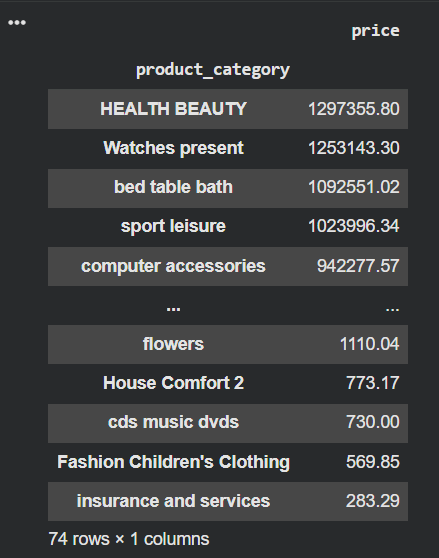 ...
price
product_category
HEALTH BEAUTY 1297355.80
Watches present 1253143.30
bed table bath 1092551.02
sport leisure 1023996.34
computer accessories 942277.57
... ...
flowers 1110.04
House Comfort 2 773.17
cds music dvds 730.00
Fashion Children's Clothing 569.85
insurance and services 283.29
74 rows × 1 columns